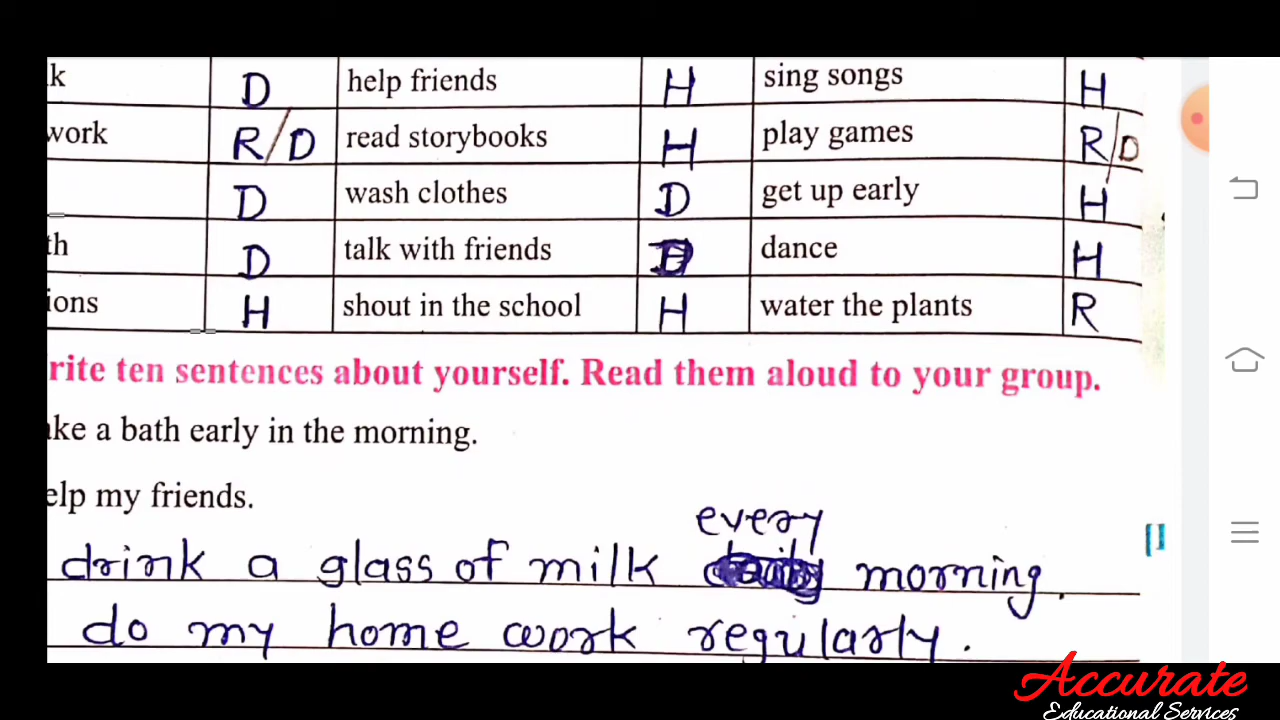 k D help friends H sing songs H
work R/D read storybooks H play games R/D
D wash clothes D get up early H
th D talk with friends dance H
ions H shout in the school H water the plants R
rite ten sentences about yourself. Read them aloud to your group.
ake a bath early in the morning.
elp my friends.
every
drink a glass of milk morning.
do my home work regularly.
Accurate
Educational Services